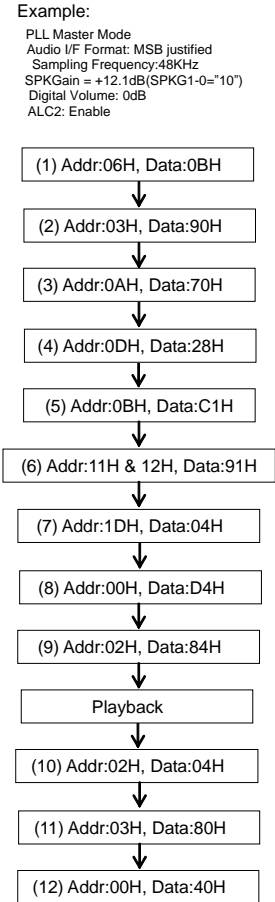 Example:
PLL Master Mode
Audio I/F Format: MSB justified
Sampling Frequency:48KHz
SPKGain = +12.1dB(SPKG1-0="10")
Digital Volume: 0dB
ALC2: Enable
(1) Addr:06H, Data:0BH
(2) Addr:03H, Data:90H
(3) Addr:0AH, Data:70H
(4) Addr:0DH, Data:28H
(5) Addr:0BH, Data:C1H
(6) Addr:11H & 12H, Data:91H
(7) Addr:1DH, Data:04H
(8) Addr:00H, Data:D4H
(9) Addr:02H, Data:84H
Playback
(10) Addr:02H, Data:04H
(11) Addr:03H, Data:80H
(12) Addr:00H, Data:40H